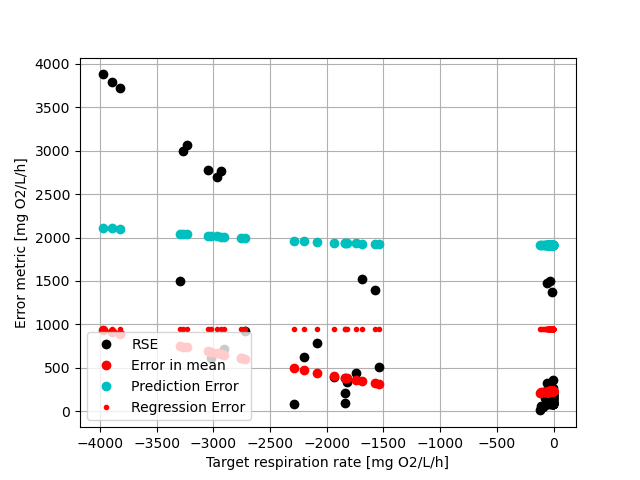 4000
3500
3000
2500
2000
1500
1000
500
0
Error metric [mg O2/L/h]
RSE
Error in mean
Prediction Error
Regression Error
−4000 −3500 −3000 −2500 −2000 −1500 −1000 −500 0
Target respiration rate [mg O2/L/h]